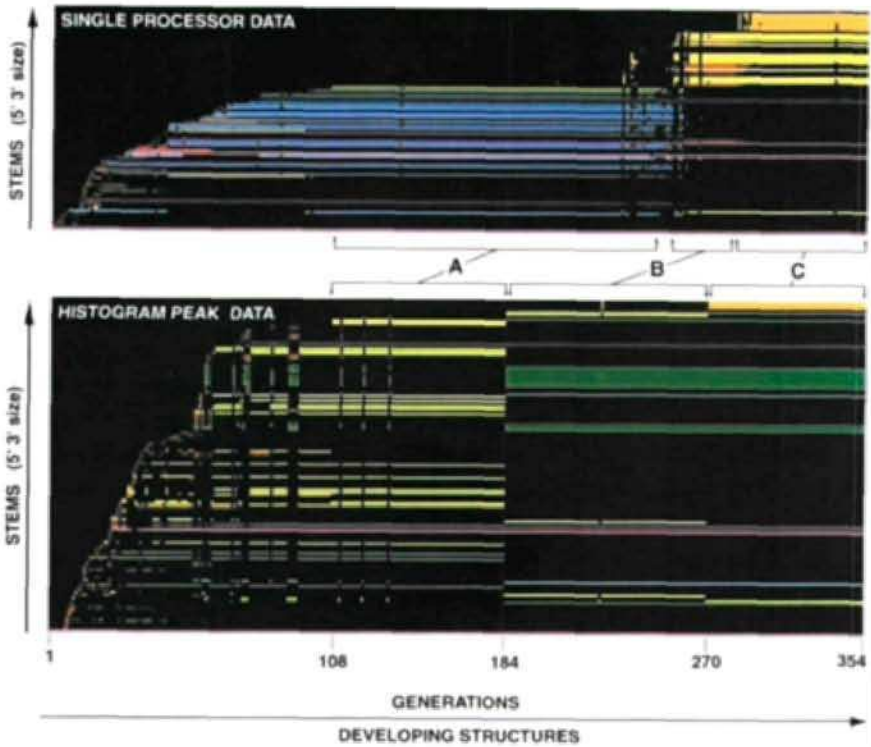 SINGLE PROCESSOR DATA
STEMS (5' 3' size)
A
B
C
HISTOGRAM PEAK DATA
STEMS (5' 3' size)
1 108 184 270 354
GENERATIONS
DEVELOPING STRUCTURES